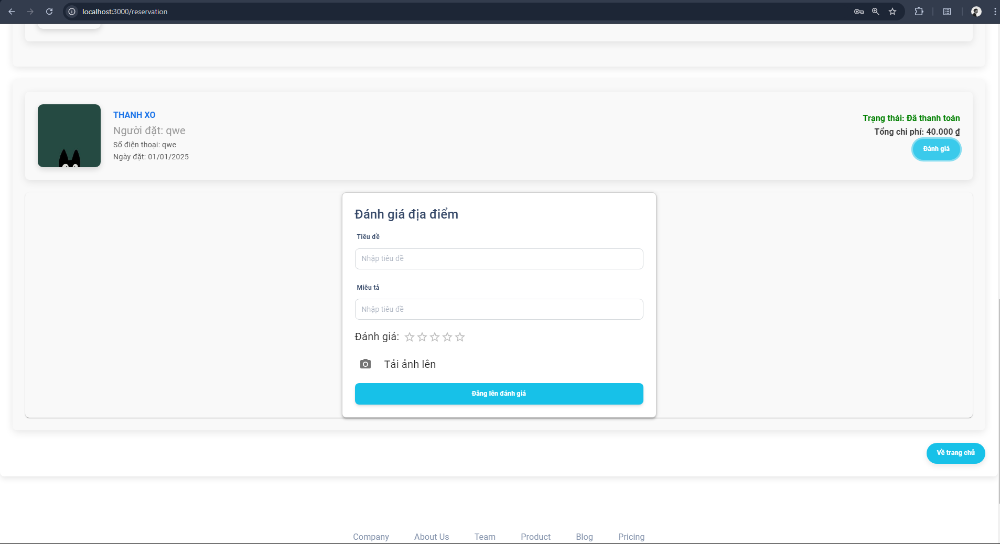 localhost:3000/reservation
THANH XO
Người đặt: qwe
Số điện thoại: qwe
Ngày đặt: 01/01/2025
Trạng thái: Đã thanh toán
Tổng chi phí: 40.000 ₫
Đánh giá
Đánh giá địa điểm
Tiêu đề
Nhập tiêu đề
Miêu tả
Nhập tiêu đề
Đánh giá:
Tải ảnh lên
Đăng lên đánh giá
Về trang chủ
Company About Us Team Product Blog Pricing